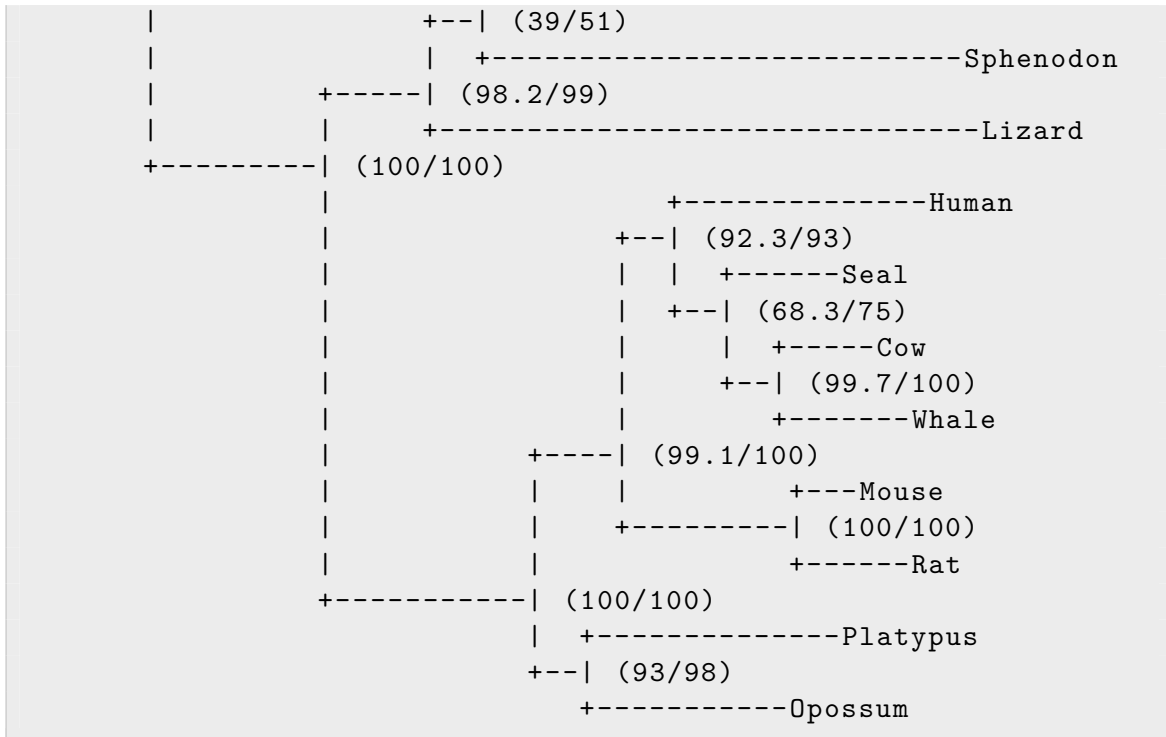 |               +--| (39/51)
|               |  +---------------------------Sphenodon
|         +-----| (98.2/99)
|         |     +-------------------------------Lizard
+---------| (100/100)
          |                   +--------------Human
          |                +--| (92.3/93)
          |                |  |  +------Seal
          |                |  +--| (68.3/75)
          |                |     |  +-----Cow
          |                |     +--| (99.7/100)
          |                |        +-------Whale
          |           +----| (99.1/100)
          |           |    |         +---Mouse
          |           |    +---------| (100/100)
          |           |              +------Rat
          +-----------| (100/100)
                      |  +--------------Platypus
                      +--| (93/98)
                         +-----------Opossum